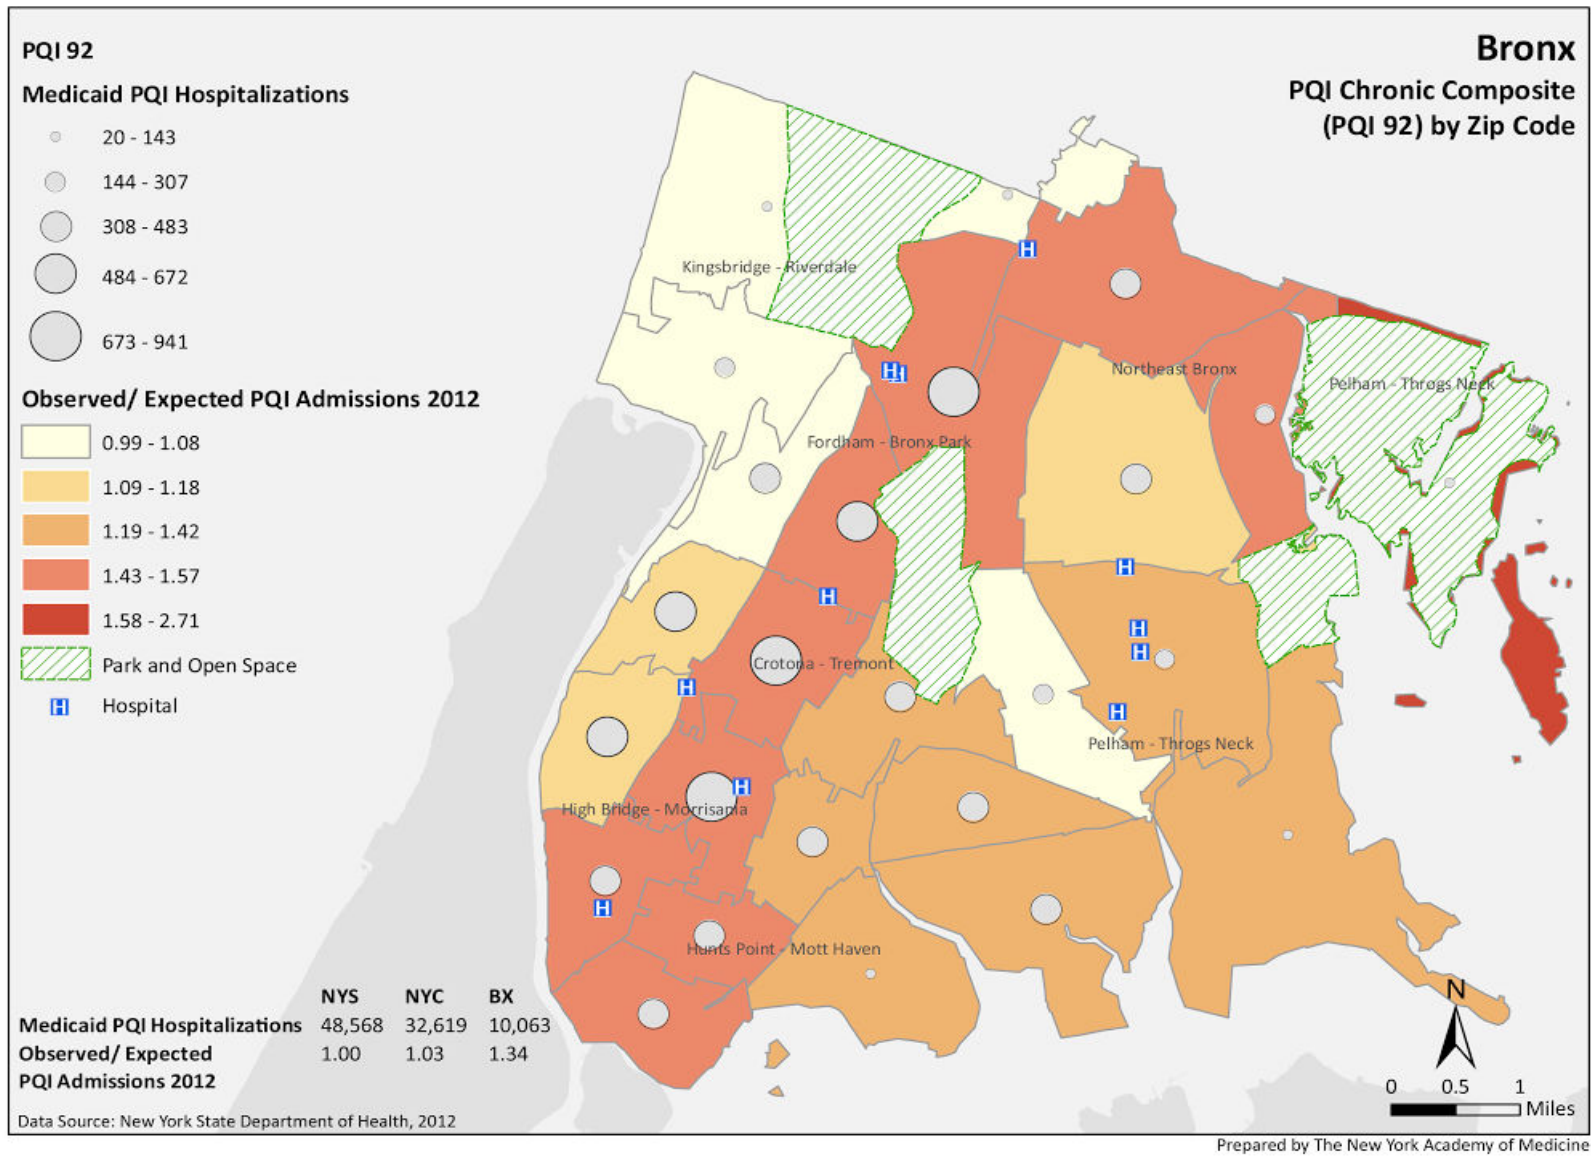 PQI 92
Medicaid PQI Hospitalizations
20 - 143
144 - 307
308 - 483
484 - 672
673 - 941
Observed/ Expected PQI Admissions 2012
0.99 - 1.08
1.09 - 1.18
1.19 - 1.42
1.43 - 1.57
1.58 - 2.71
Park and Open Space
H Hospital
Bronx
PQI Chronic Composite
(PQI 92) by Zip Code
H
Kingsbridge - Riverdale
H H
Northeast Bronx
Pelham - Throgs Neck
Fordham - Bronx Park
H
H
H
H
Crotona - Tremont
H
H
Pelham - Throgs Neck
H
High Bridge - Morrisania
H
Hunts Point - Mott Haven
NYS NYC BX
Medicaid PQI Hospitalizations 48,568 32,619 10,063
Observed/ Expected 1.00 1.03 1.34
PQI Admissions 2012
N
0 0.5 1
Miles
Data Source: New York State Department of Health, 2012
Prepared by The New York Academy of Medicine